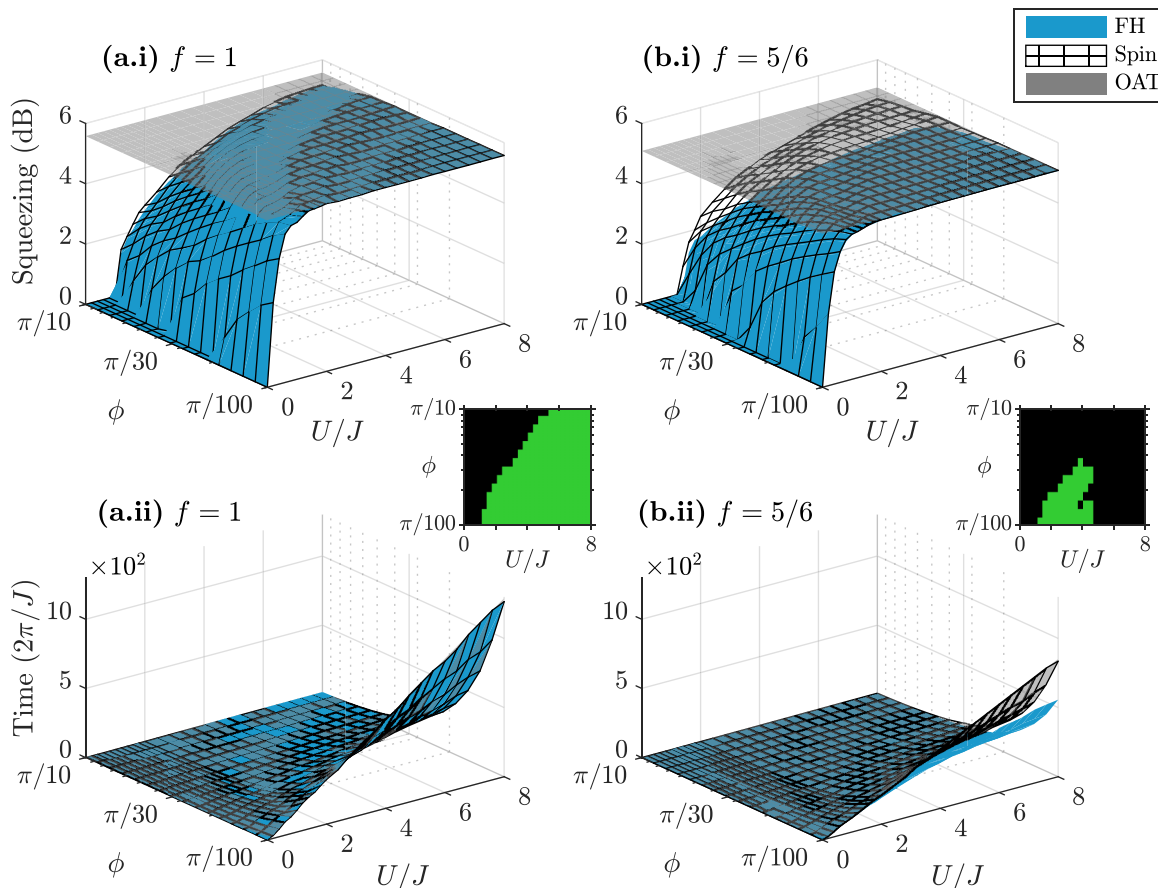 FH
Spin
OAT
(a.i) f = 1
Squeezing (dB)
6
4
2
0
π/10
π/30
π/100
ϕ
0
2
4
6
8
U/J
(b.i) f = 5/6
6
4
2
0
π/10
π/30
π/100
ϕ
0
2
4
6
8
U/J
π/10
ϕ
π/100
0
8
U/J
π/10
ϕ
π/100
0
8
U/J
(a.ii) f = 1
×10²
Time (2π/J)
10
5
0
π/10
π/30
π/100
ϕ
0
2
4
6
8
U/J
(b.ii) f = 5/6
×10²
10
5
0
π/10
π/30
π/100
ϕ
0
2
4
6
8
U/J